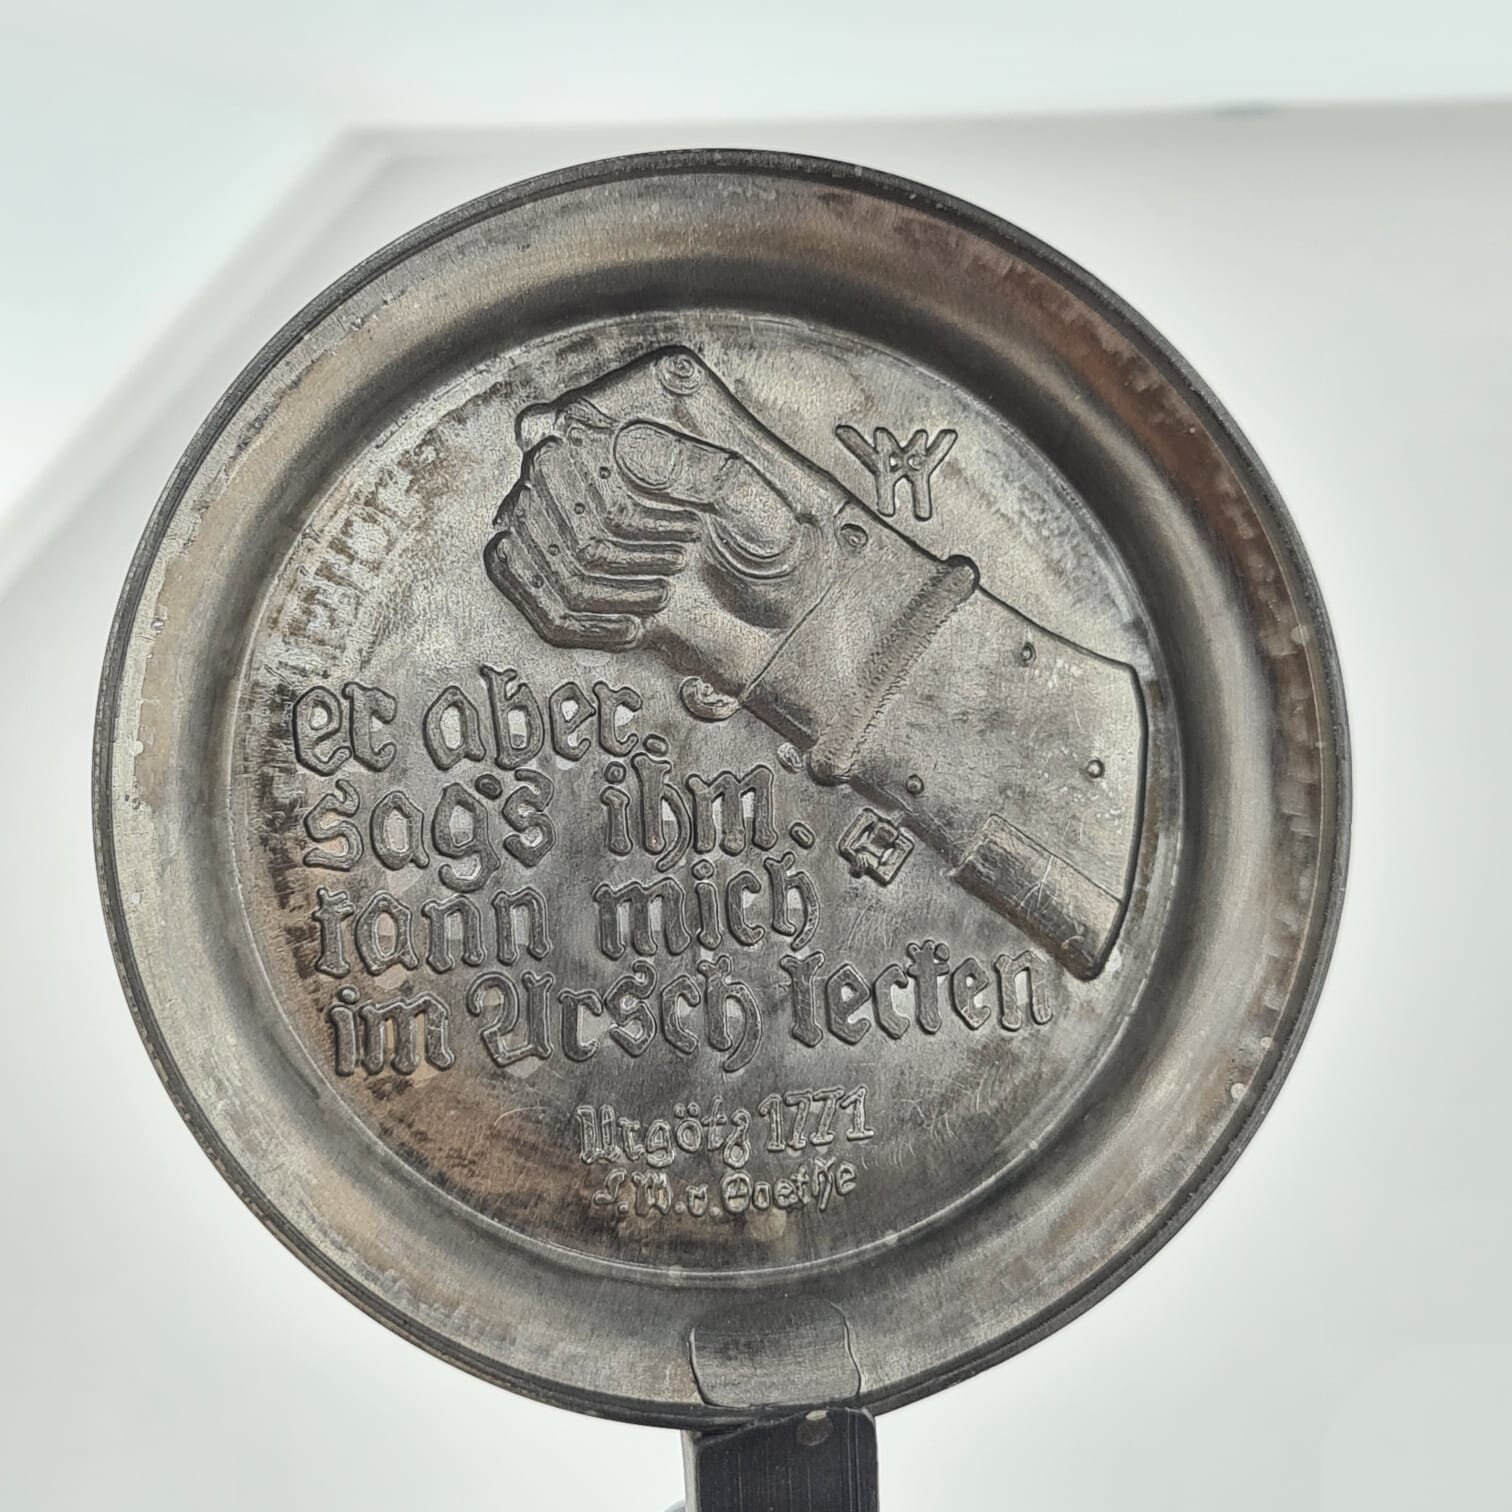 er aber.
sag's ihm.
kann mich
im Arsch lecken
Urgötz 1771
J.W.v.Goethe